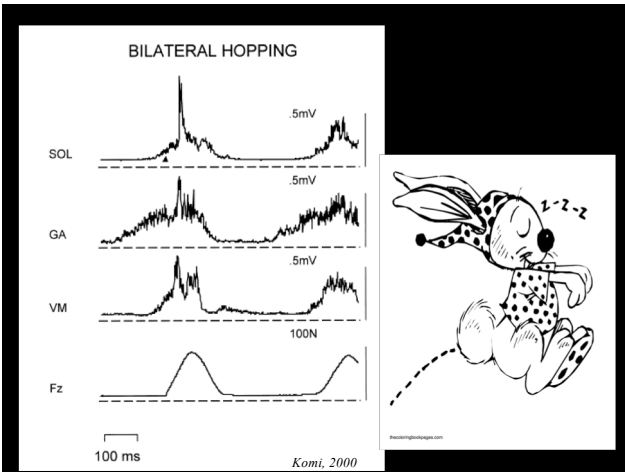 BILATERAL HOPPING
.5mV
SOL
.5mV
GA
.5mV
VM
100N
Fz
100 ms
Komi, 2000
z-z-z
thecoloringbookpages.com